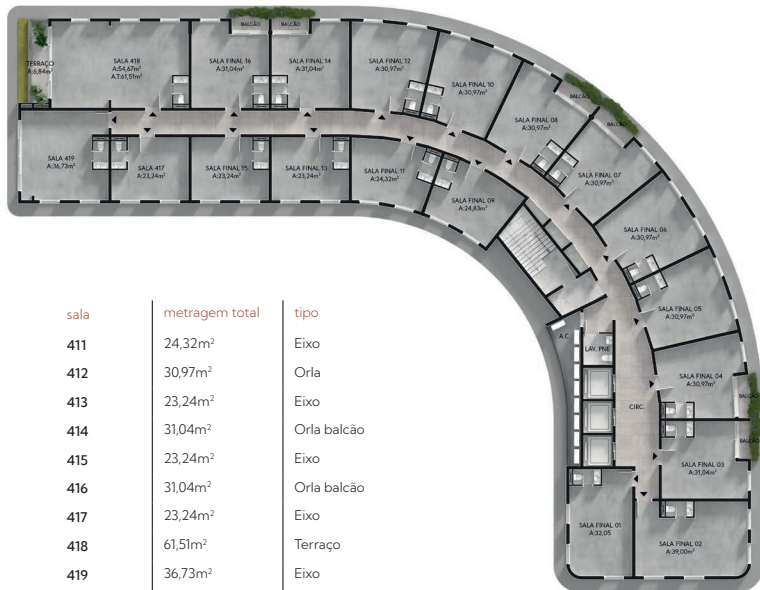 BALCÃO
BALCÃO
TERRAÇO
A:6,84m²
SALA 418
A:54,67m²
A.T:61,51m²
SALA FINAL 16
A:31,04m²
SALA FINAL 14
A:31,04m²
SALA FINAL 12
A:30,97m²
SALA FINAL 10
A:30,97m²
SALA FINAL 08
A:30,97m²
BALCÃO
BALCÃO
SALA 419
A:36,73m²
SALA 417
A:23,24m²
SALA FINAL 15
A:23,24m²
SALA FINAL 13
A:23,24m²
SALA FINAL 11
A:24,32m²
SALA FINAL 09
A:24,83m²
SALA FINAL 07
A:30,97m²
SALA FINAL 06
A:30,97m²
SALA FINAL 05
A:30,97m²
A.C
LAV. PNE
SALA FINAL 04
A:30,97m²
BALCÃO
CIRC.
BALCÃO
SALA FINAL 03
A:31,04m²
SALA FINAL 01
A:32,05
SALA FINAL 02
A:39,00m²
sala metragem total tipo
411 24,32m² Eixo
412 30,97m² Orla
413 23,24m² Eixo
414 31,04m² Orla balcão
415 23,24m² Eixo
416 31,04m² Orla balcão
417 23,24m² Eixo
418 61,51m² Terraço
419 36,73m² Eixo